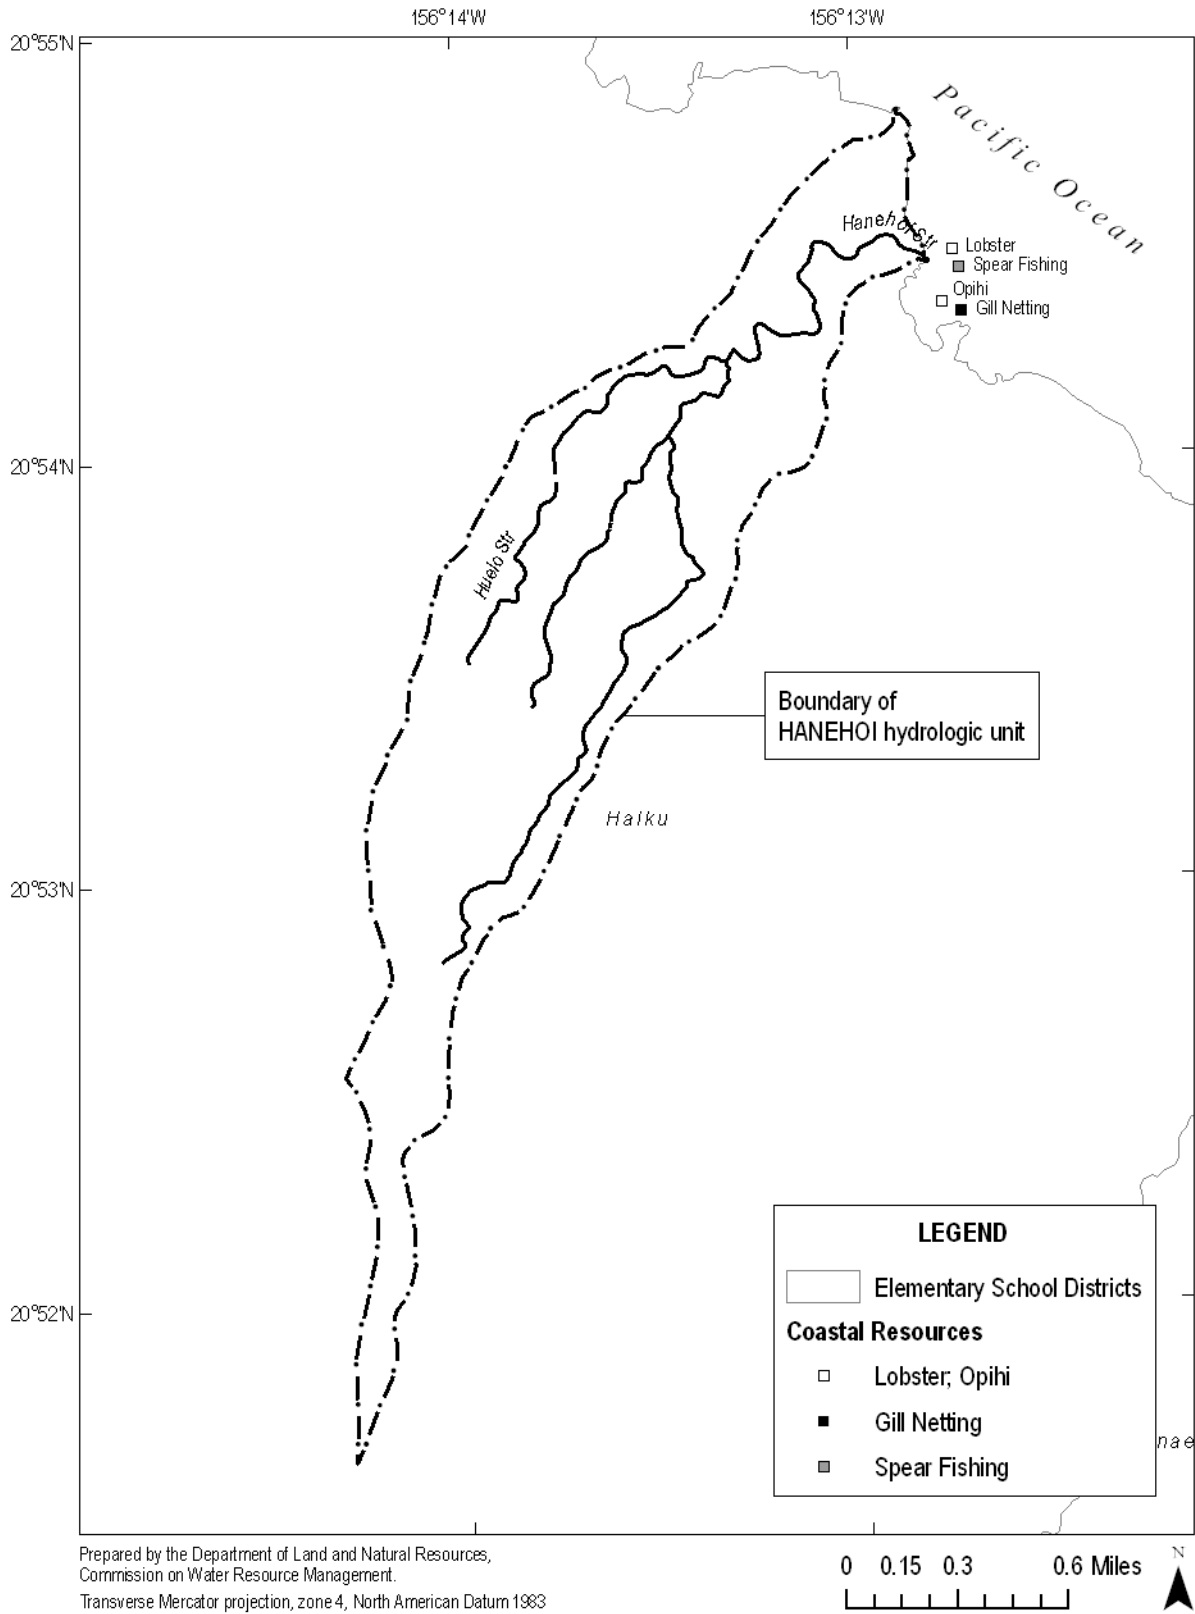 156°14'W
156°13'W
20°55'N
Pacific Ocean
Hanehoi Str
Lobster
Spear Fishing
Opihi
Gill Netting
20°54'N
Huelo Str
Boundary of
HANEHOI hydrologic unit
Haiku
20°53'N
20°52'N
LEGEND
Elementary School Districts
Coastal Resources
Lobster; Opihi
Gill Netting
Spear Fishing
nae
Prepared by the Department of Land and Natural Resources,
Commission on Water Resource Management.
Transverse Mercator projection, zone 4, North American Datum 1983
0 0.15 0.3 0.6 Miles
N